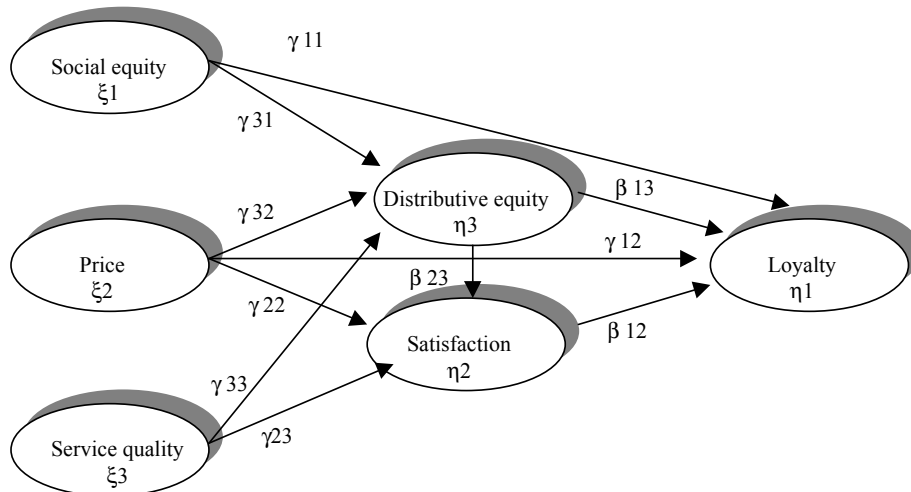 γ 11
Social equity
ξ1
γ 31
Distributive equity
η3
β 13
γ 32
γ 12
Price
ξ2
Loyalty
η1
β 23
γ 22
Satisfaction
η2
β 12
γ 33
γ23
Service quality
ξ3